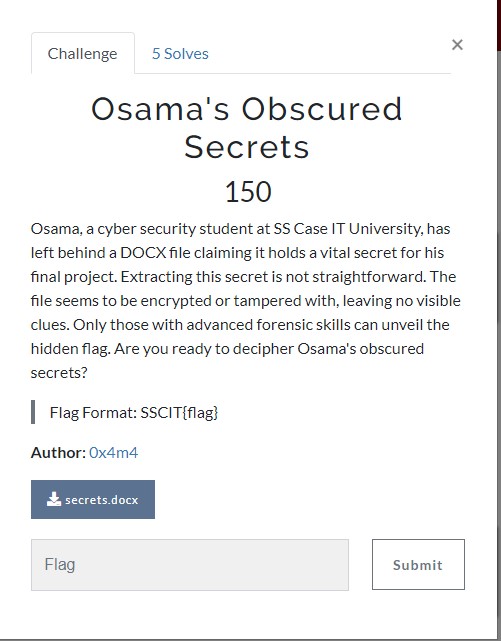 Challenge
5 Solves
×
Osama's Obscured
Secrets
150
Osama, a cyber security student at SS Case IT University, has
left behind a DOCX file claiming it holds a vital secret for his
final project. Extracting this secret is not straightforward. The
file seems to be encrypted or tampered with, leaving no visible
clues. Only those with advanced forensic skills can unveil the
hidden flag. Are you ready to decipher Osama's obscured
secrets?
Flag Format: SSCIT{flag}
Author: 0x4m4
secrets.docx
Flag
Submit